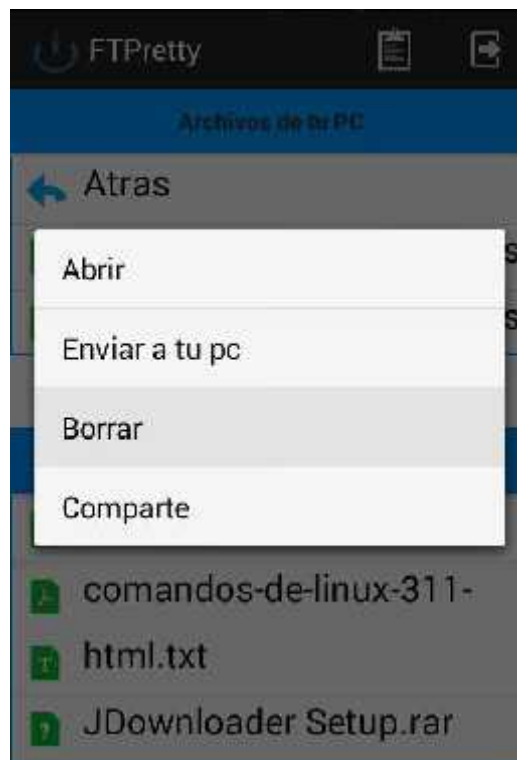 FTPretty
Archivos de tu PC
Atras
Abrir
Enviar a tu pc
Borrar
Comparte
comandos-de-linux-311-
html.txt
JDownloader Setup.rar